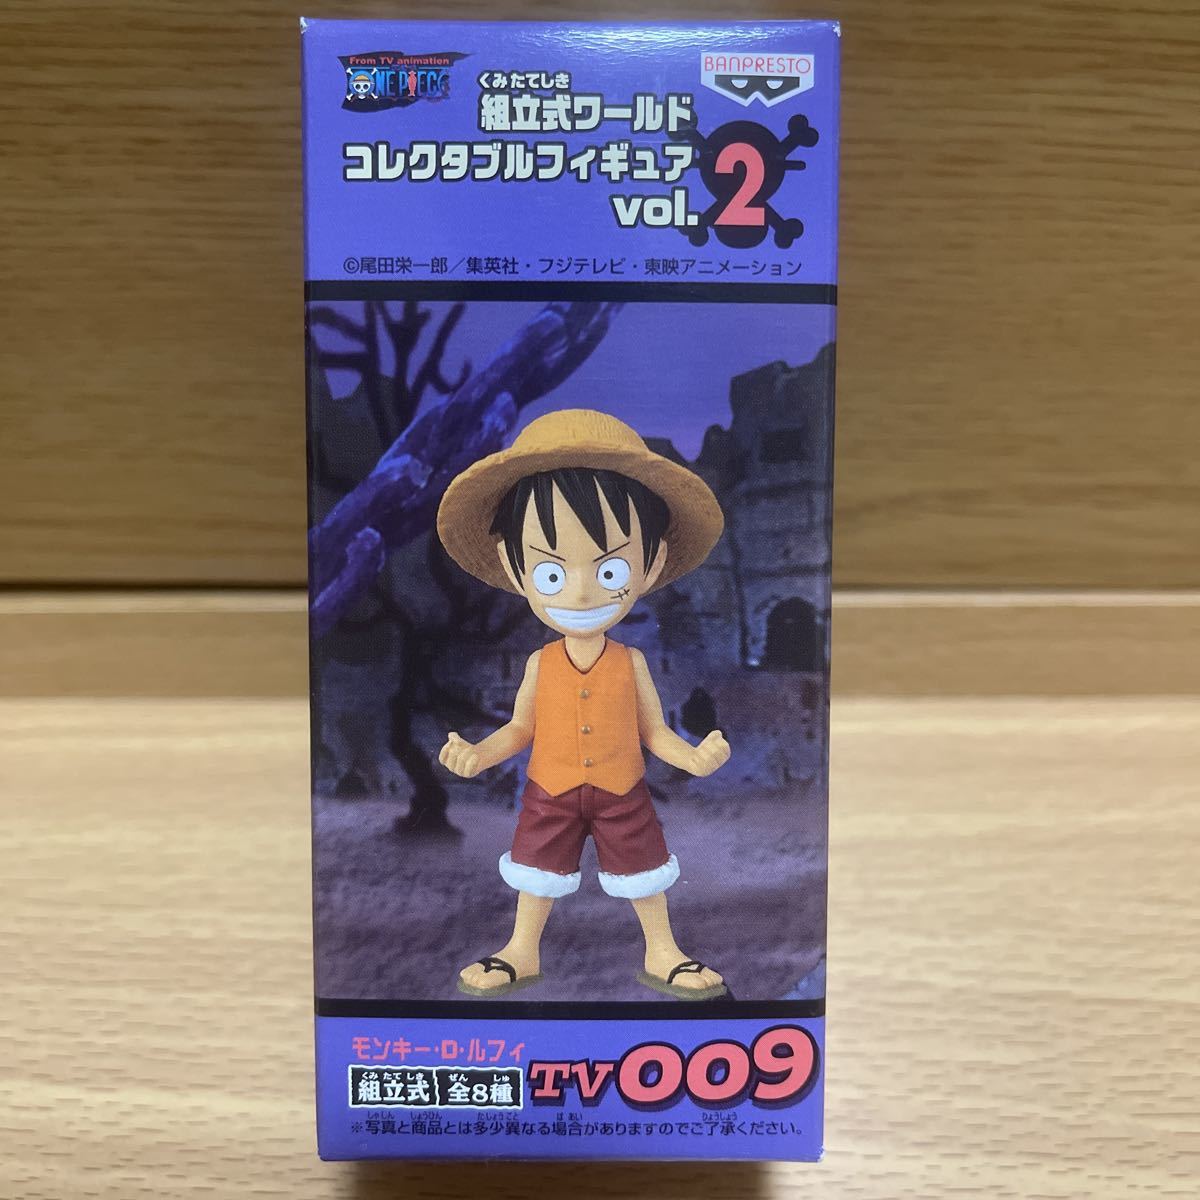 From TV animation
ONE PIECE
BANPRESTO
くみたてしき
組立式ワールド
コレクタブルフィギュア
vol. 2
©尾田栄一郎／集英社・フジテレビ・東映アニメーション
モンキー・D・ルフィ
くみ たて しき
組立式
ぜん しゅ
全8種
TV009
しゃしん しょうひん たしょうこと ばあい りょうしょう
※写真と商品とは多少異なる場合がありますのでご了承ください。